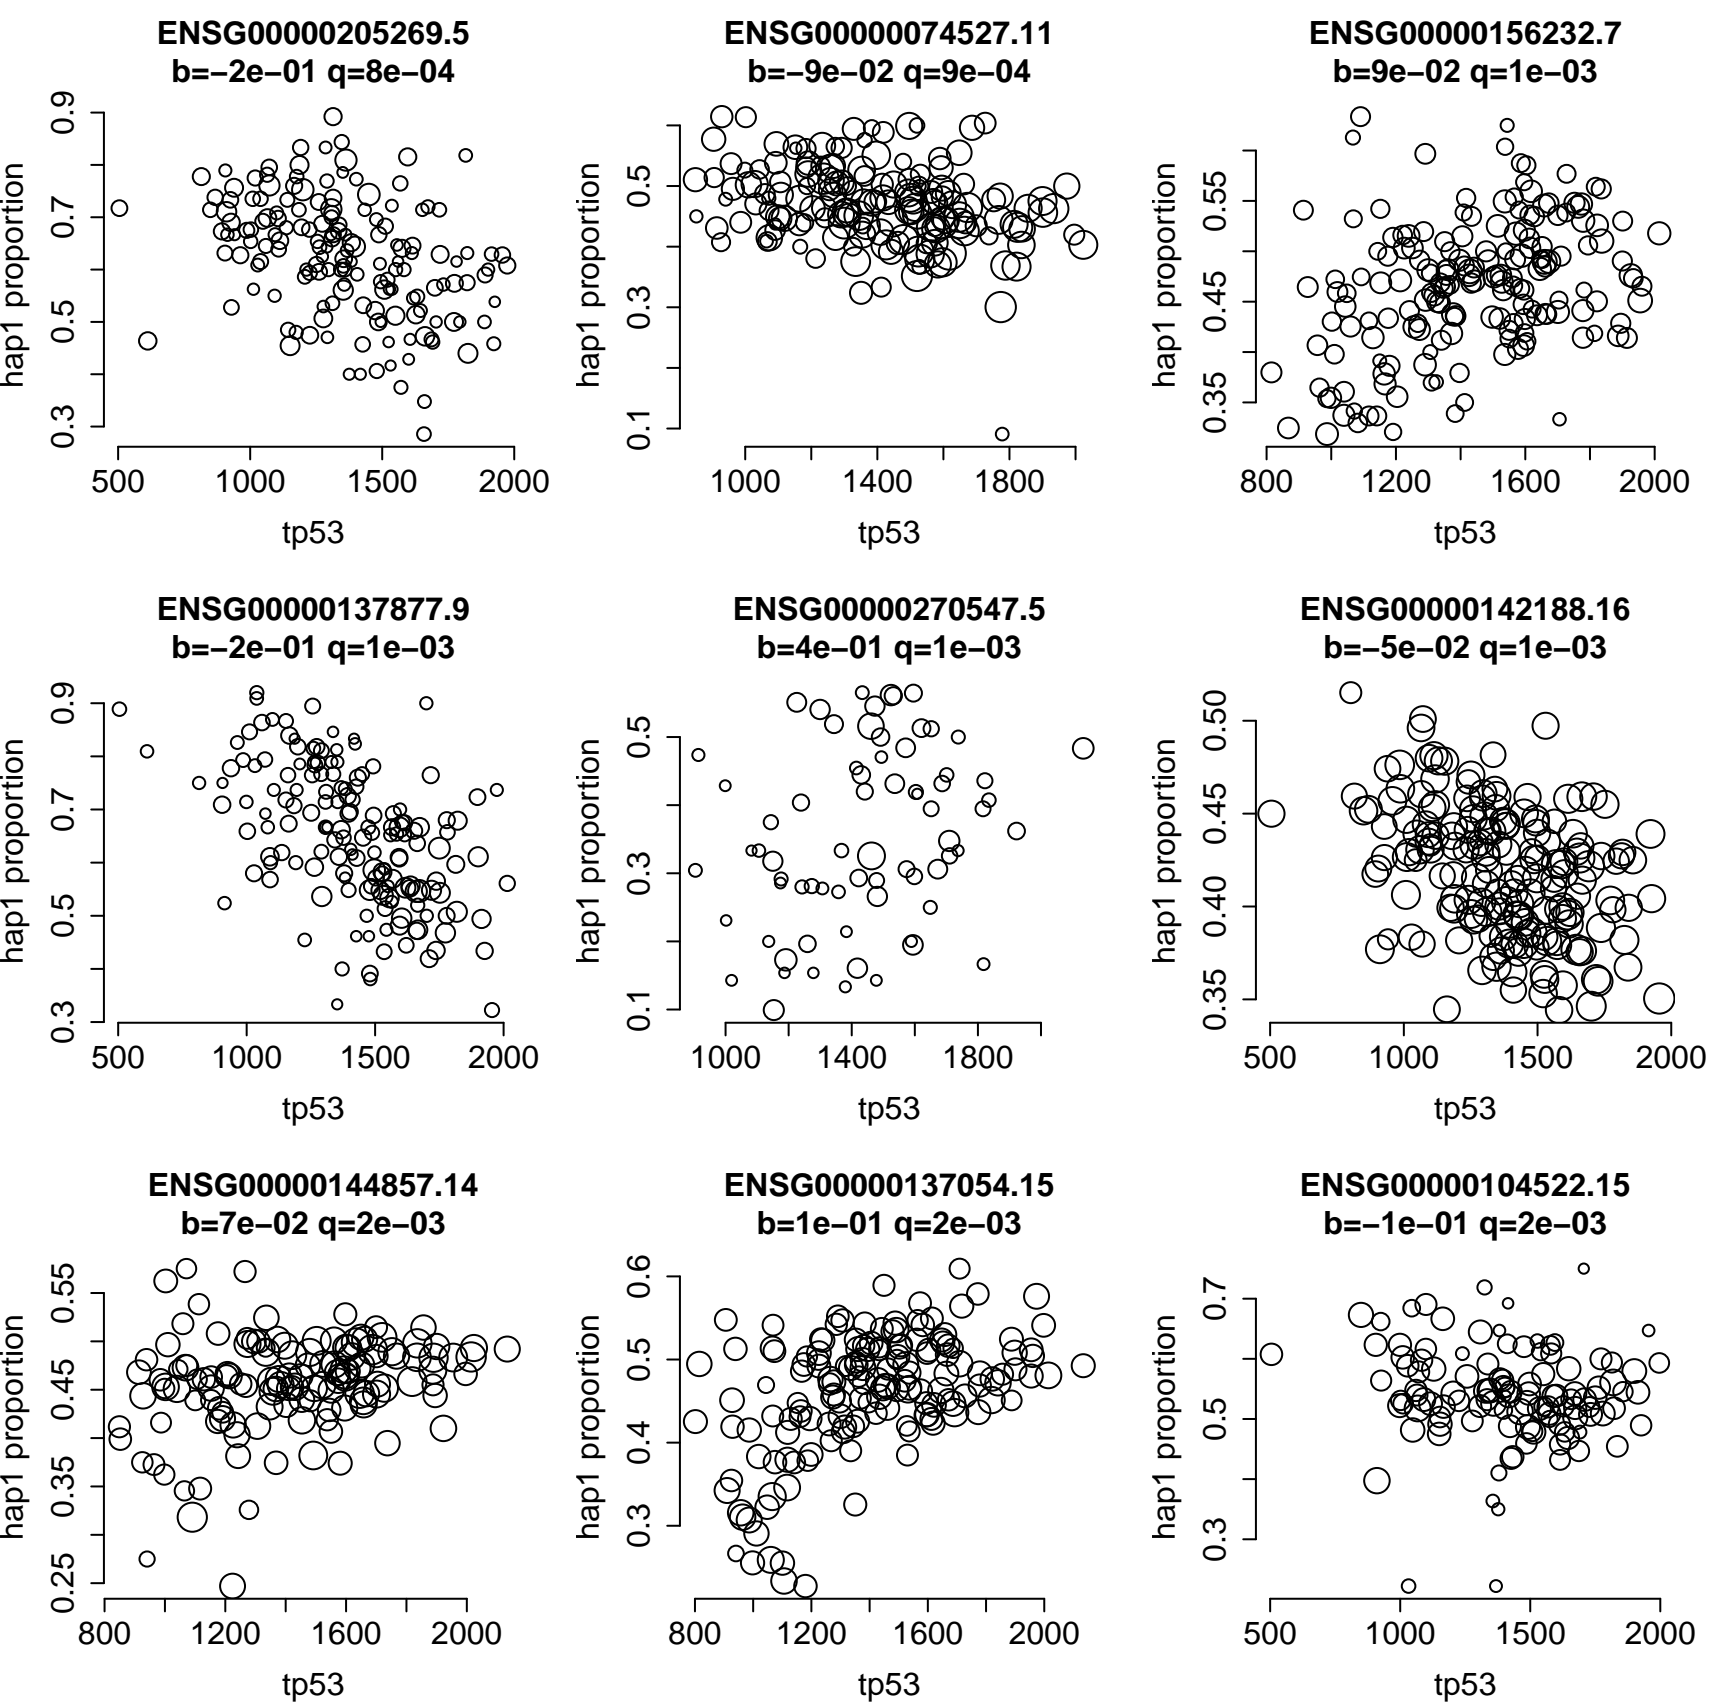 ENSG00000205269.5
b=−2e−01 q=8e−04
hap1 proportion
0.3 0.5 0.7 0.9
500 1000 1500 2000
tp53
ENSG00000074527.11
b=−9e−02 q=9e−04
hap1 proportion
0.1 0.3 0.5
1000 1400 1800
tp53
ENSG00000156232.7
b=9e−02 q=1e−03
hap1 proportion
0.35 0.45 0.55
800 1200 1600 2000
tp53
ENSG00000137877.9
b=−2e−01 q=1e−03
hap1 proportion
0.3 0.5 0.7 0.9
500 1000 1500 2000
tp53
ENSG00000270547.5
b=4e−01 q=1e−03
hap1 proportion
0.1 0.3 0.5
1000 1400 1800
tp53
ENSG00000142188.16
b=−5e−02 q=1e−03
hap1 proportion
0.35 0.40 0.45 0.50
500 1000 1500 2000
tp53
ENSG00000144857.14
b=7e−02 q=2e−03
hap1 proportion
0.25 0.35 0.45 0.55
800 1200 1600 2000
tp53
ENSG00000137054.15
b=1e−01 q=2e−03
hap1 proportion
0.3 0.4 0.5 0.6
800 1200 1600 2000
tp53
ENSG00000104522.15
b=−1e−01 q=2e−03
hap1 proportion
0.3 0.5 0.7
500 1000 1500 2000
tp53